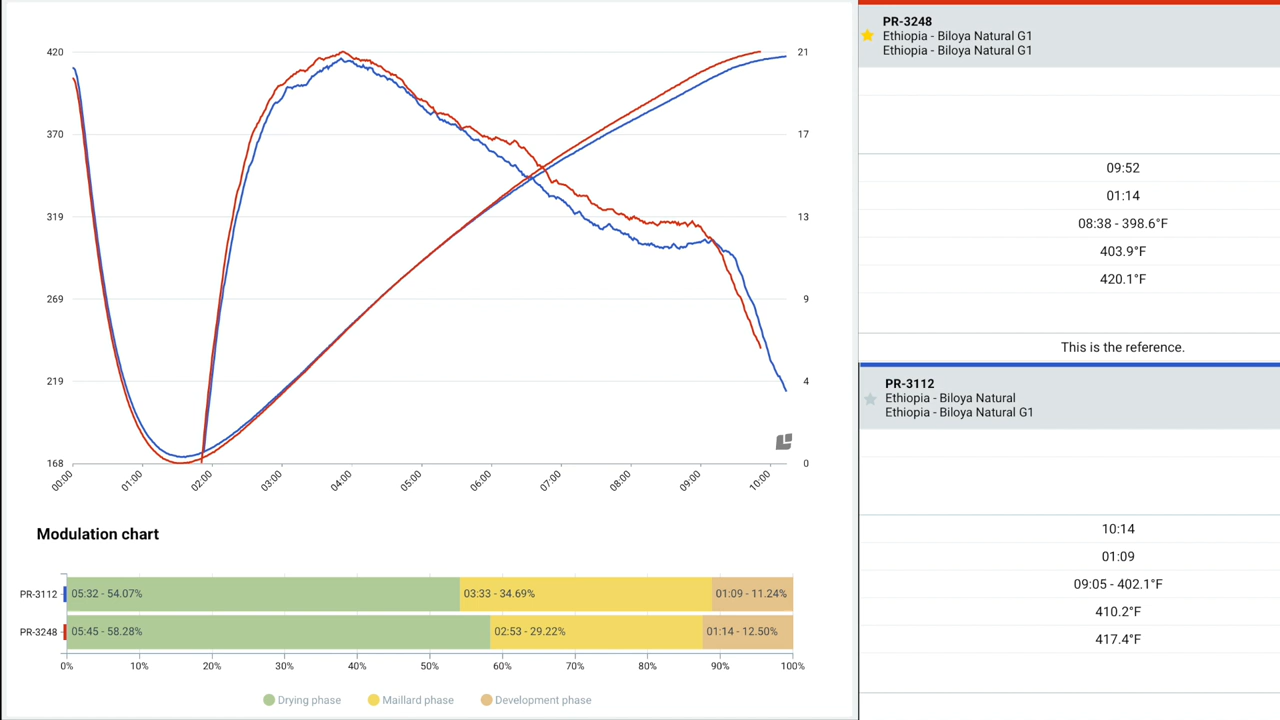 420
370
319
269
219
168
21
17
13
9
4
0
00:00
01:00
02:00
03:00
04:00
05:00
06:00
07:00
08:00
09:00
10:00
Modulation chart
PR-3112
05:32 - 54.07%
03:33 - 34.69%
01:09 - 11.24%
PR-3248
05:45 - 58.28%
02:53 - 29.22%
01:14 - 12.50%
0%
10%
20%
30%
40%
50%
60%
70%
80%
90%
100%
Drying phase
Maillard phase
Development phase
PR-3248
Ethiopia - Biloya Natural G1
Ethiopia - Biloya Natural G1
09:52
01:14
08:38 - 398.6°F
403.9°F
420.1°F
This is the reference.
PR-3112
Ethiopia - Biloya Natural
Ethiopia - Biloya Natural G1
10:14
01:09
09:05 - 402.1°F
410.2°F
417.4°F